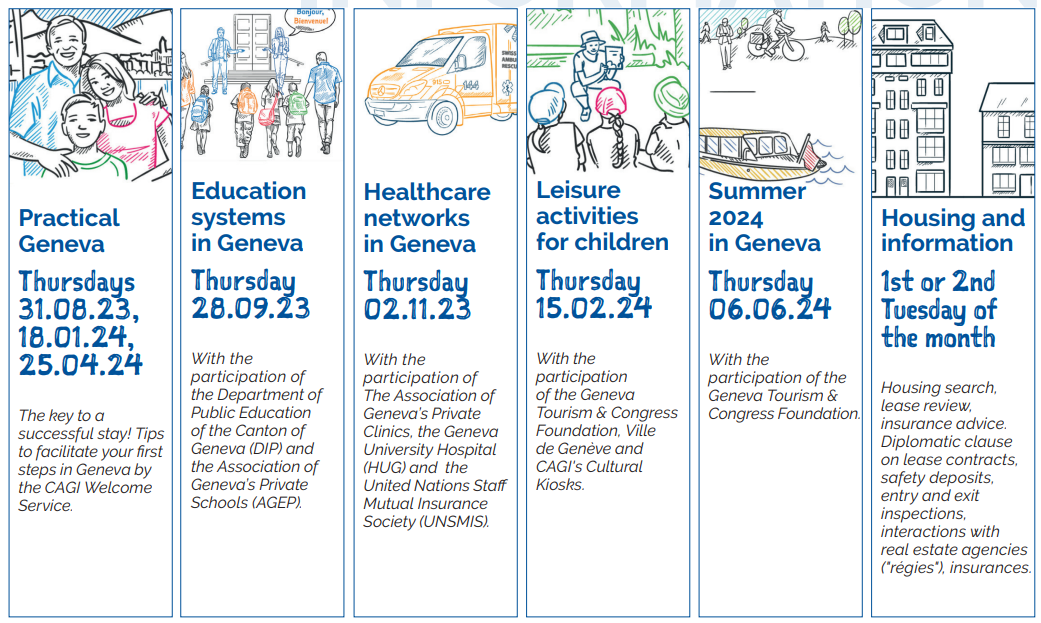 Bonjour,
Bienvenue!
144
Practical
Geneva
Thursdays
31.08.23,
18.01.24,
25.04.24
The key to a
successful stay! Tips
to facilitate your first
steps in Geneva by
the CAGI Welcome
Service.
Education
systems
in Geneva
Thursday
28.09.23
With the
participation of
the Department of
Public Education
of the Canton of
Geneva (DIP) and
the Association of
Geneva's Private
Schools (AGEP).
Healthcare
networks
in Geneva
Thursday
02.11.23
With the
participation of
The Association of
Geneva's Private
Clinics, the Geneva
University Hospital
(HUG) and the
United Nations Staff
Mutual Insurance
Society (UNSMIS).
Leisure
activities
for children
Thursday
15.02.24
With the
participation
of the Geneva
Tourism & Congress
Foundation, Ville
de Genève and
CAGI's Cultural
Kiosks.
Summer
2024
in Geneva
Thursday
06.06.24
With the
participation of the
Geneva Tourism &
Congress Foundation.
Housing and
information
1st or 2nd
Tuesday of
the month
Housing search,
lease review,
insurance advice.
Diplomatic clause
on lease contracts,
safety deposits,
entry and exit
inspections,
interactions with
real estate agencies
("régies"), insurances.